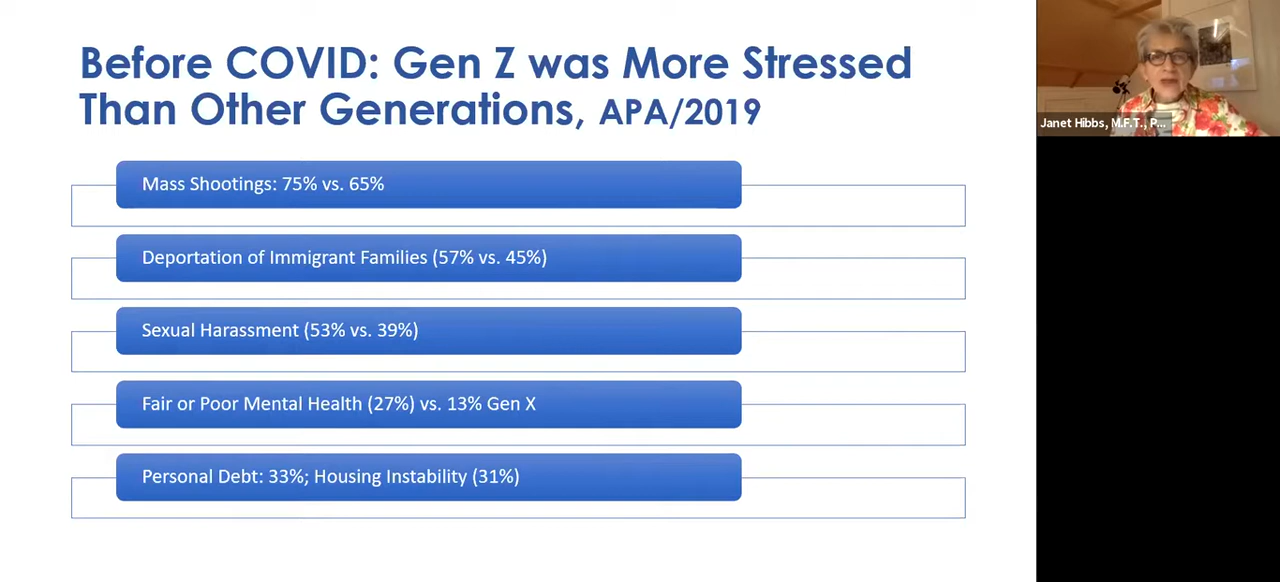 Before COVID: Gen Z was More Stressed
Than Other Generations, APA/2019
Mass Shootings: 75% vs. 65%
Deportation of Immigrant Families (57% vs. 45%)
Sexual Harassment (53% vs. 39%)
Fair or Poor Mental Health (27%) vs. 13% Gen X
Personal Debt: 33%; Housing Instability (31%)
Janet Hibbs, M.F.T., P...